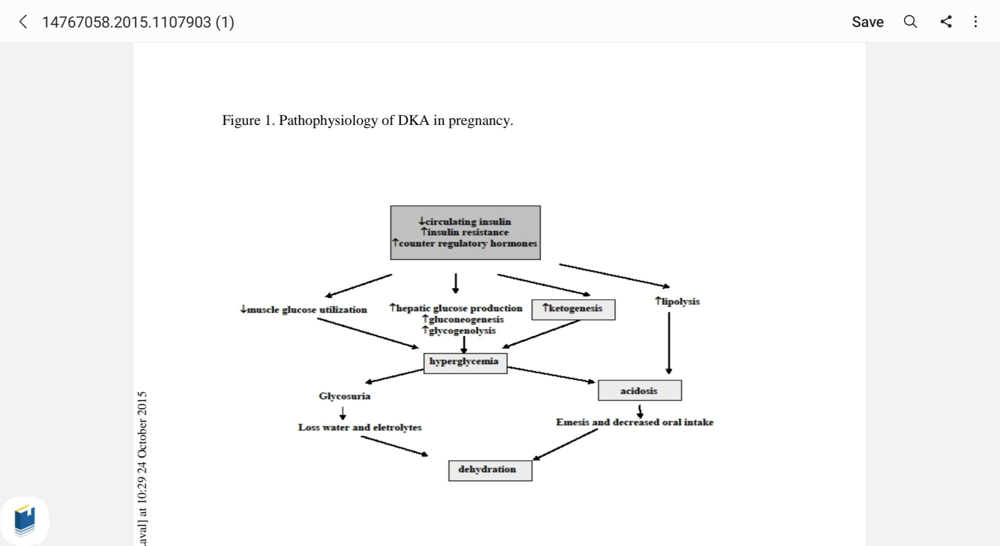 14767058.2015.1107903 (1)
Save
Figure 1. Pathophysiology of DKA in pregnancy.
↓circulating insulin
↑insulin resistance
↑counter regulatory hormones
↓muscle glucose utilization
↑hepatic glucose production
↑gluconeogenesis
↑glycogenolysis
↑ketogenesis
↑lipolysis
hyperglycemia
Glycosuria
acidosis
Loss water and eletrolytes
Emesis and decreased oral intake
dehydration
aval] at 10:29 24 October 2015